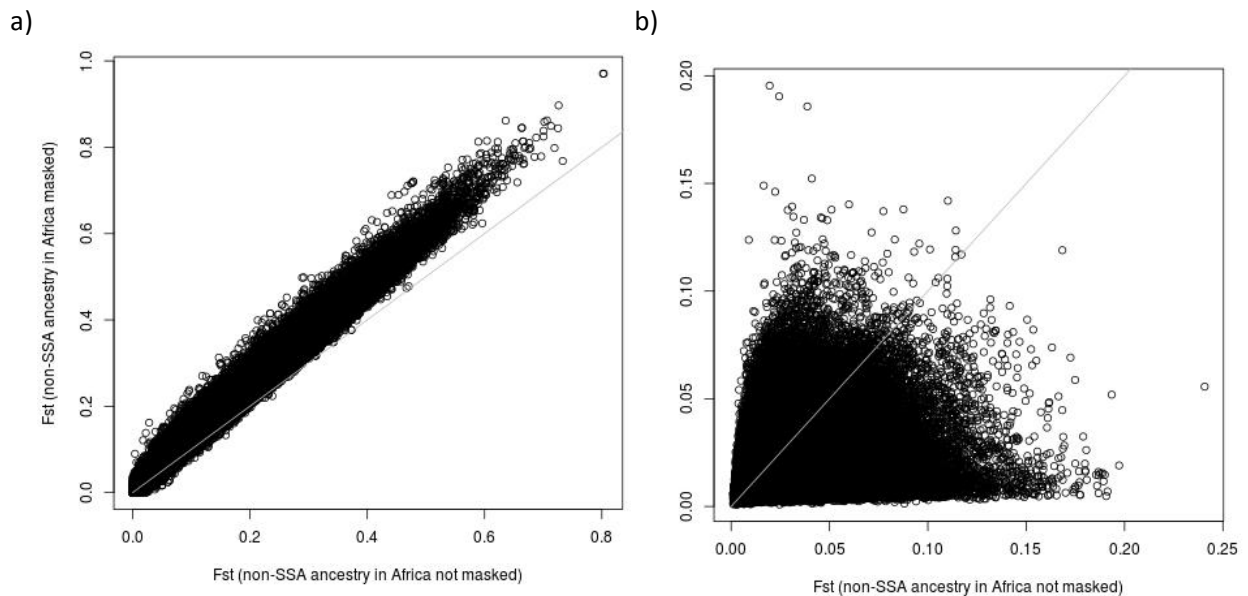 a)
b)
Fst (non-SSA ancestry in Africa masked)
1.0
0.8
0.6
0.4
0.2
0.0
0.0 0.2 0.4 0.6 0.8
Fst (non-SSA ancestry in Africa not masked)
0.20
0.15
0.10
0.05
0.00
0.00 0.05 0.10 0.15 0.20 0.25
Fst (non-SSA ancestry in Africa not masked)